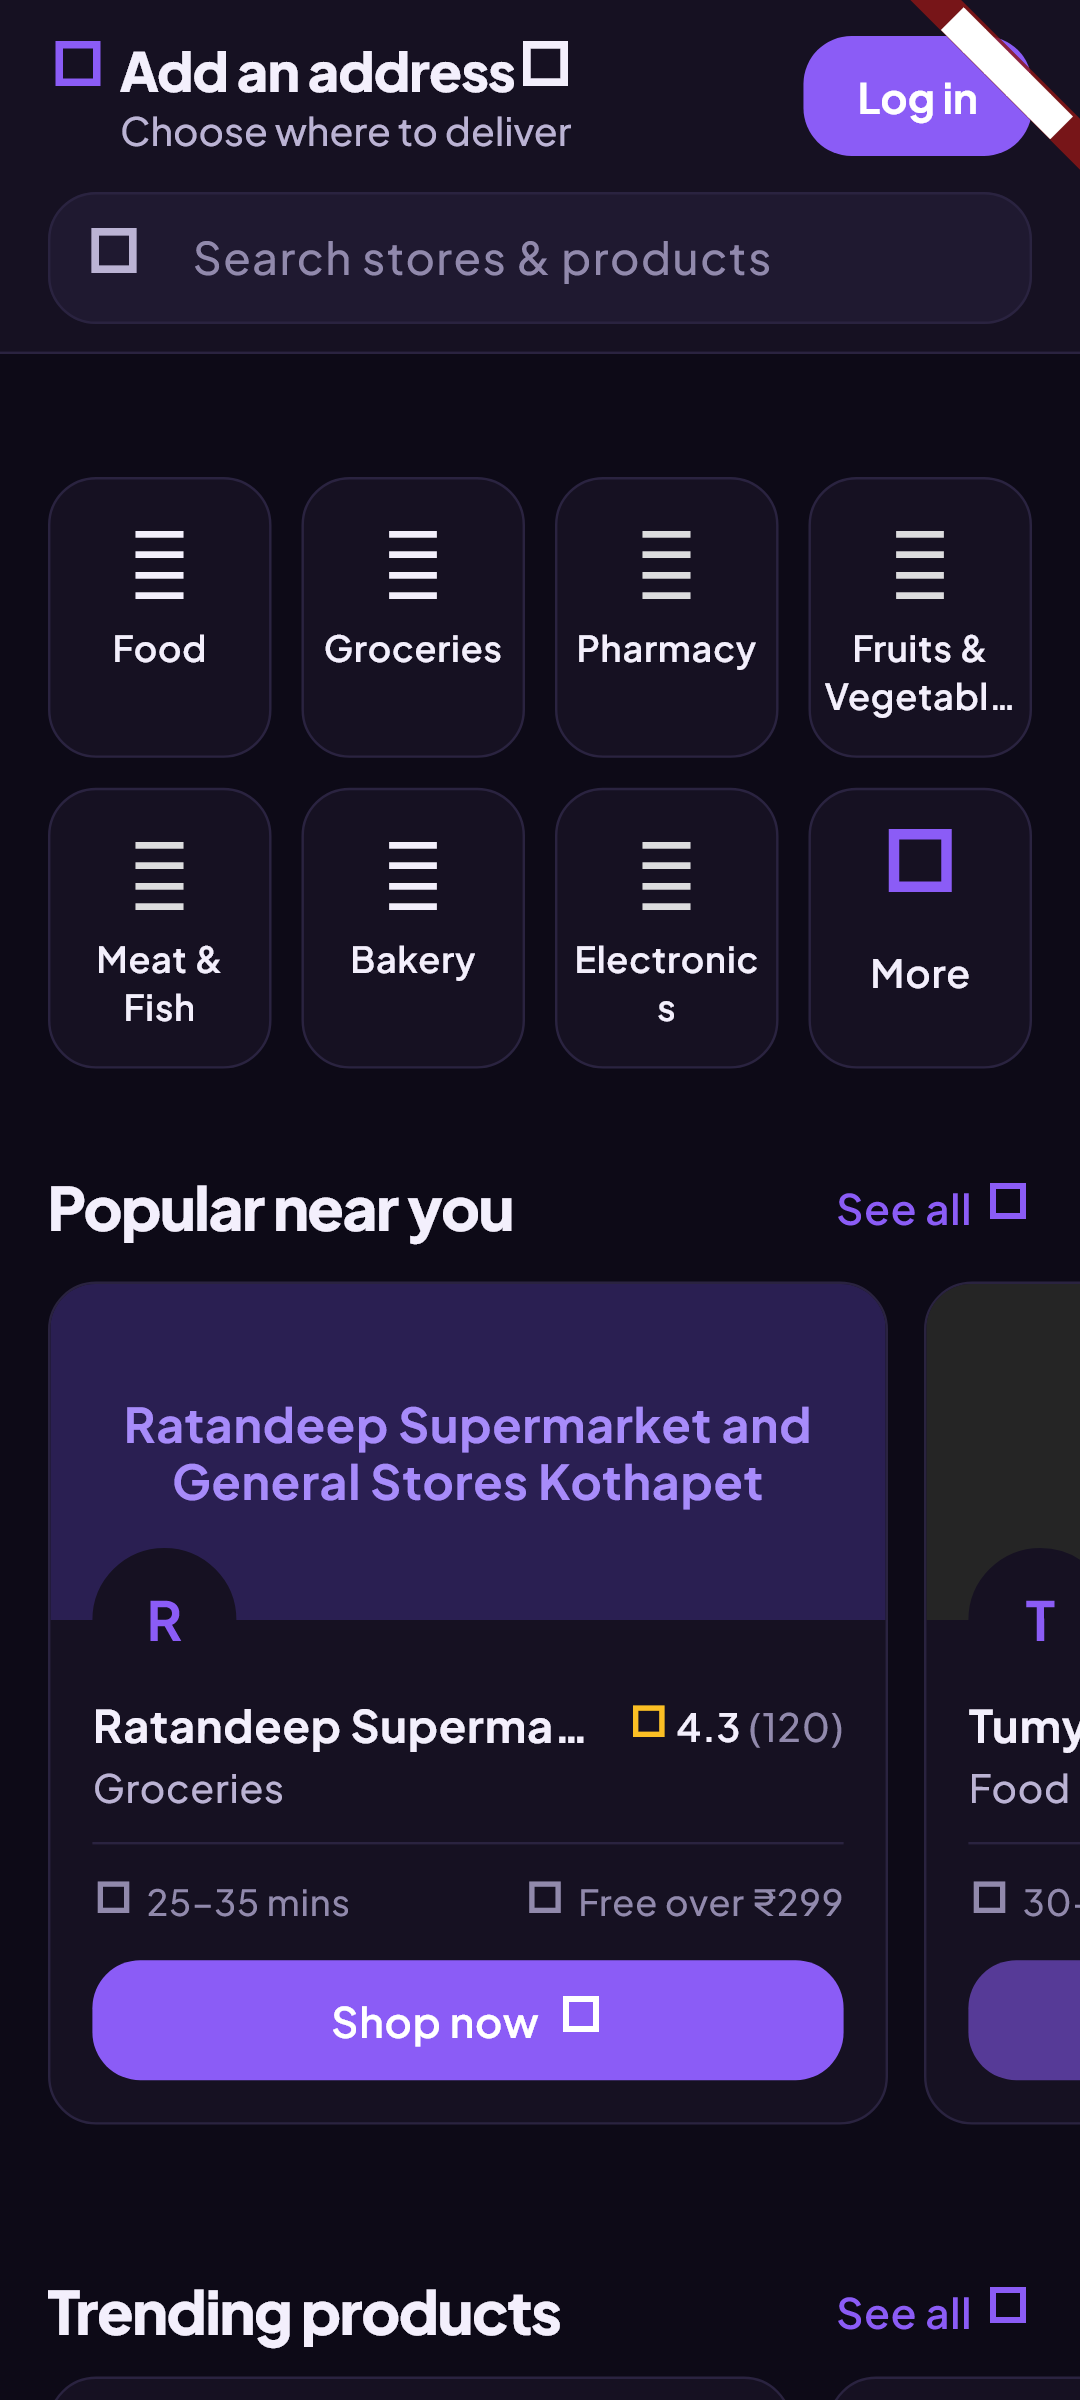 Add an address
Log in
Choose where to deliver
Search stores & products
Food
Groceries
Pharmacy
Fruits &
Vegetabl…
Meat &
Fish
Bakery
Electronic
s
More
Popular near you
See all
Ratandeep Supermarket and
General Stores Kothapet
R
T
Ratandeep Superma…
4.3 (120)
Tumy
Groceries
Food
25–35 mins
Free over ₹299
30-
Shop now
Trending products
See all